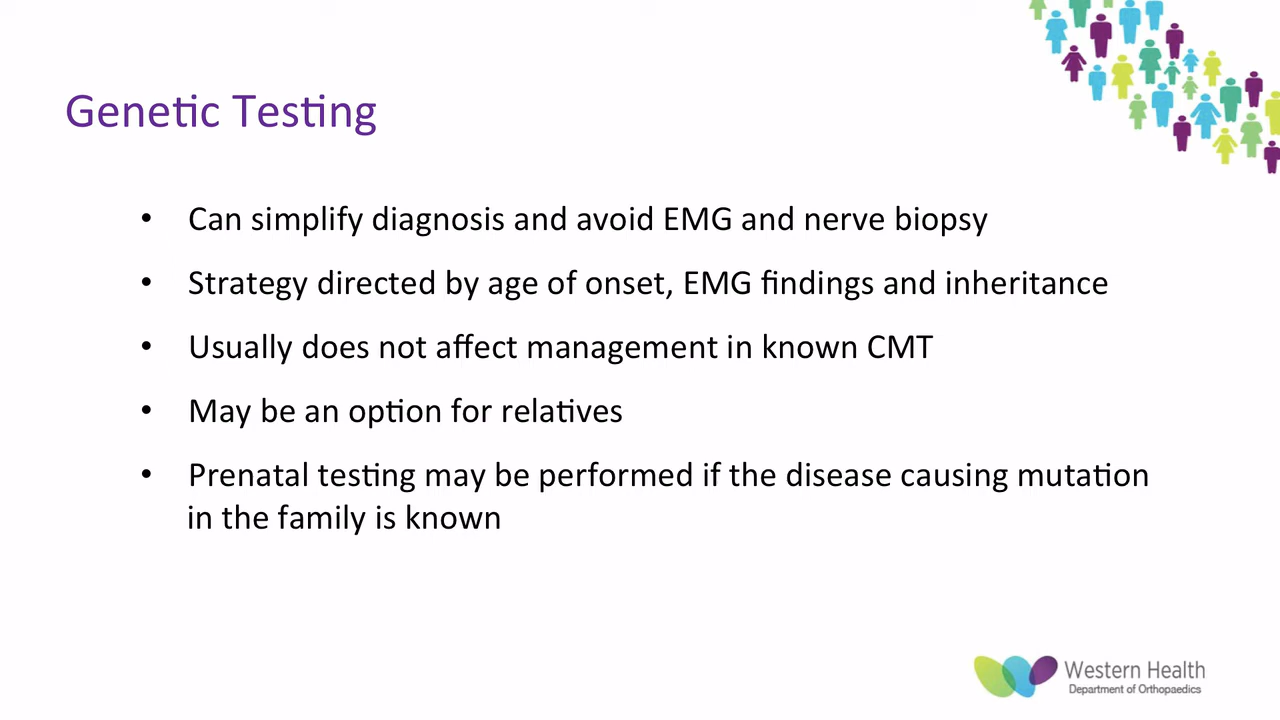 Genetic Testing
• Can simplify diagnosis and avoid EMG and nerve biopsy
• Strategy directed by age of onset, EMG findings and inheritance
• Usually does not affect management in known CMT
• May be an option for relatives
• Prenatal testing may be performed if the disease causing mutation
in the family is known
Western Health
Department of Orthopaedics